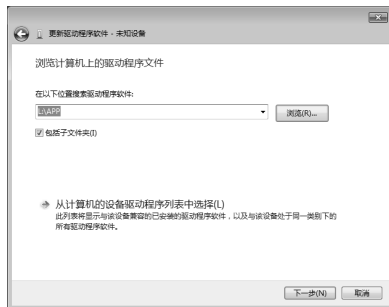 更新驱动程序软件 - 未知设备
浏览计算机上的驱动程序文件
在以下位置搜索驱动程序软件:
L:\APP
浏览(R)...
包括子文件夹(I)
从计算机的设备驱动程序列表中选择(L)
此列表将显示与该设备兼容的已安装的驱动程序软件，以及与该设备处于同一类别下的
所有驱动程序软件。
下一步(N)
取消